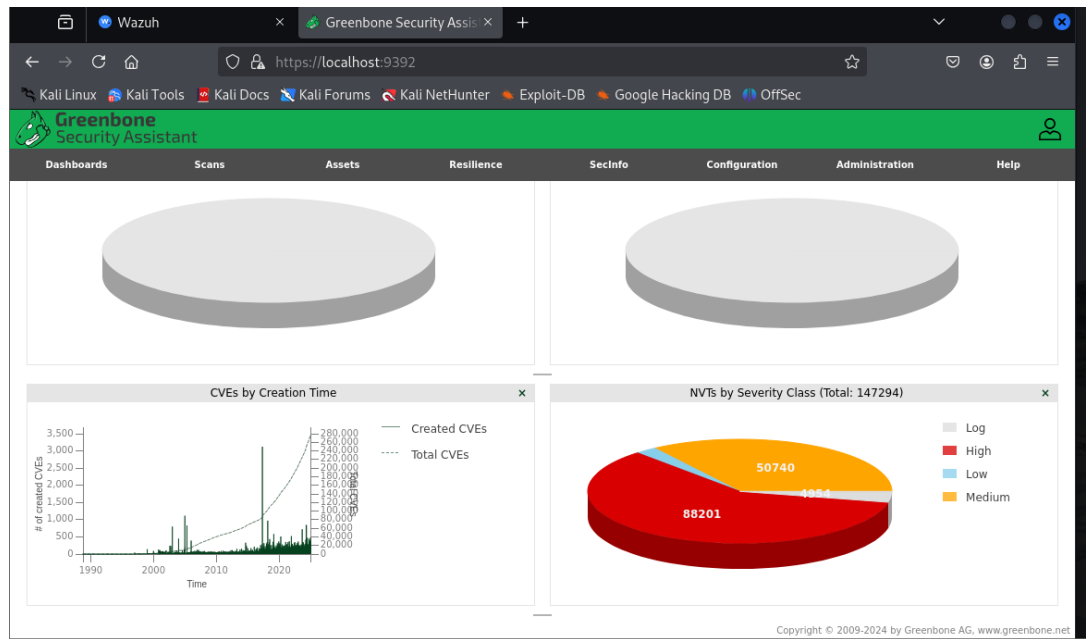 Wazuh
Greenbone Security Assis
https://localhost:9392
Kali Linux Kali Tools Kali Docs Kali Forums Kali NetHunter Exploit-DB Google Hacking DB OffSec
Greenbone
Security Assistant
Dashboards Scans Assets Resilience SecInfo Configuration Administration Help
CVEs by Creation Time
# of created CVEs
3,500
3,000
2,500
2,000
1,500
1,000
500
0
1990 2000 2010 2020
Time
280,000
260,000
240,000
220,000
200,000
180,000
160,000
140,000
120,000
100,000
80,000
60,000
40,000
20,000
0
Total CVEs
Created CVEs
Total CVEs
NVTs by Severity Class (Total: 147294)
50740
4954
88201
Log
High
Low
Medium
Copyright © 2009-2024 by Greenbone AG, www.greenbone.net